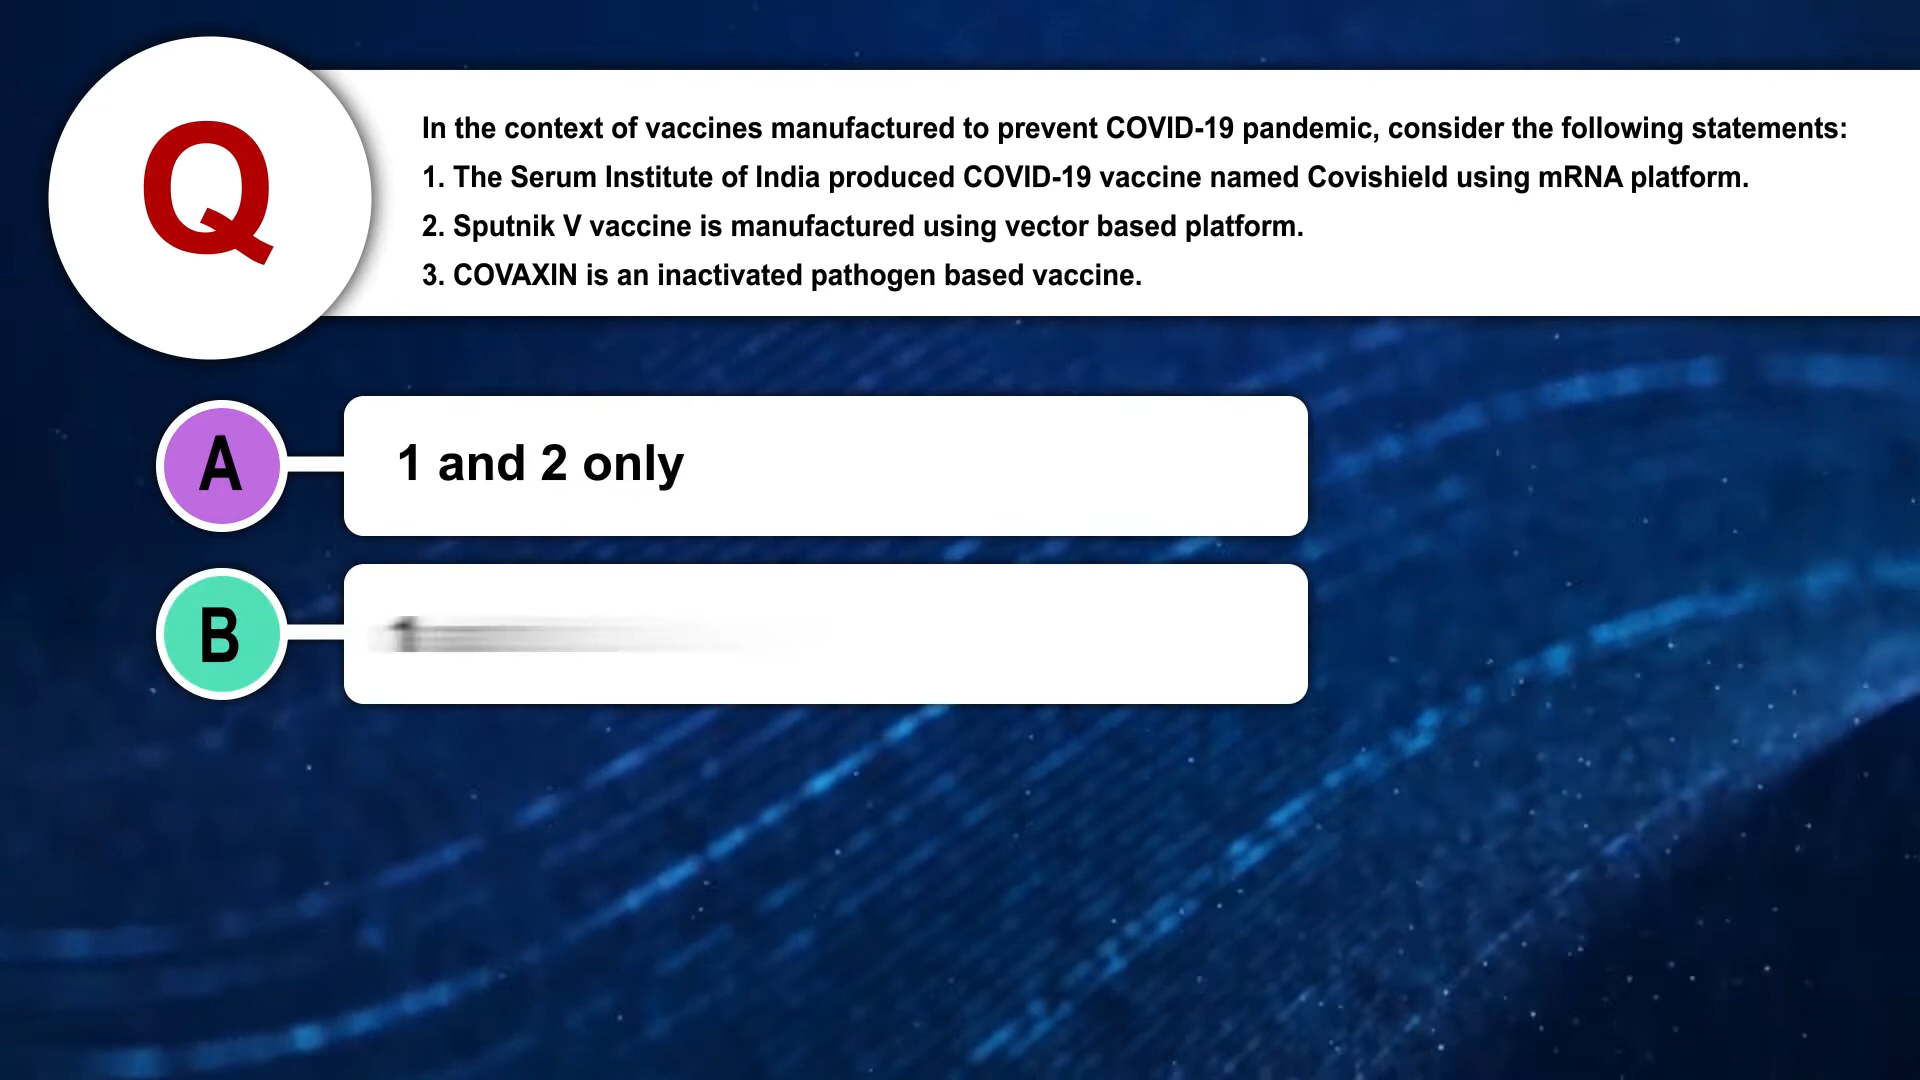 Q
In the context of vaccines manufactured to prevent COVID-19 pandemic, consider the following statements:
1. The Serum Institute of India produced COVID-19 vaccine named Covishield using mRNA platform.
2. Sputnik V vaccine is manufactured using vector based platform.
3. COVAXIN is an inactivated pathogen based vaccine.
A
1 and 2 only
B